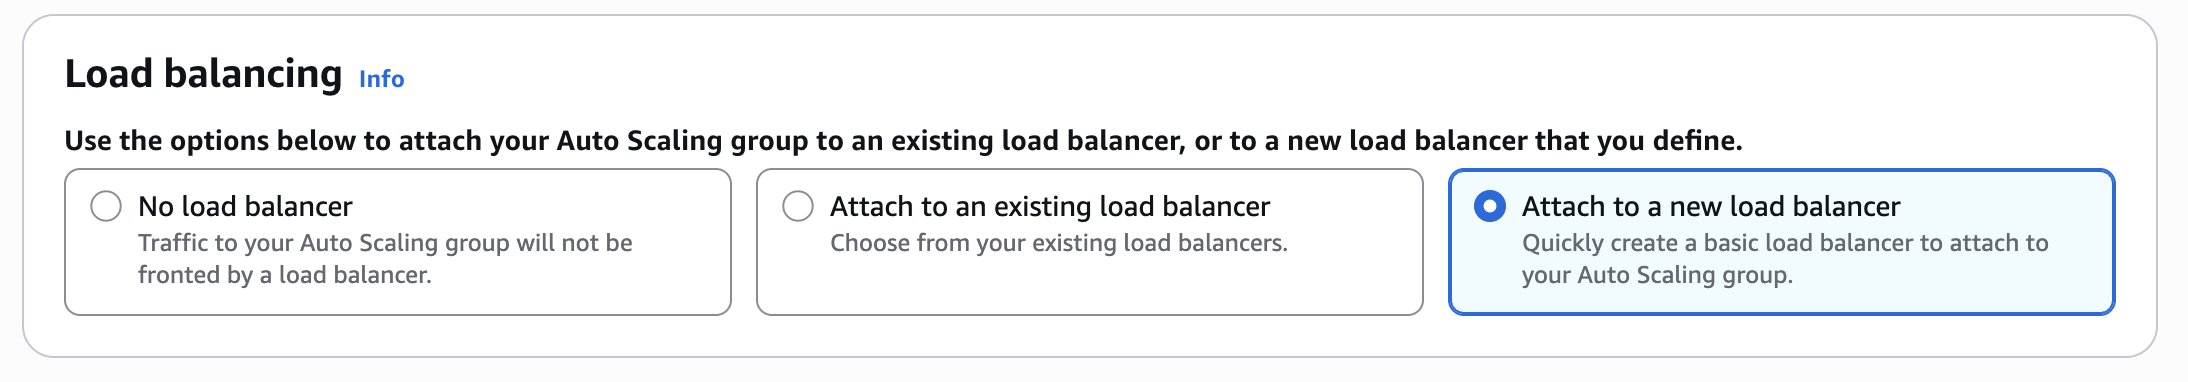 Load balancing Info
Use the options below to attach your Auto Scaling group to an existing load balancer, or to a new load balancer that you define.
No load balancer
Traffic to your Auto Scaling group will not be
fronted by a load balancer.
Attach to an existing load balancer
Choose from your existing load balancers.
Attach to a new load balancer
Quickly create a basic load balancer to attach to
your Auto Scaling group.